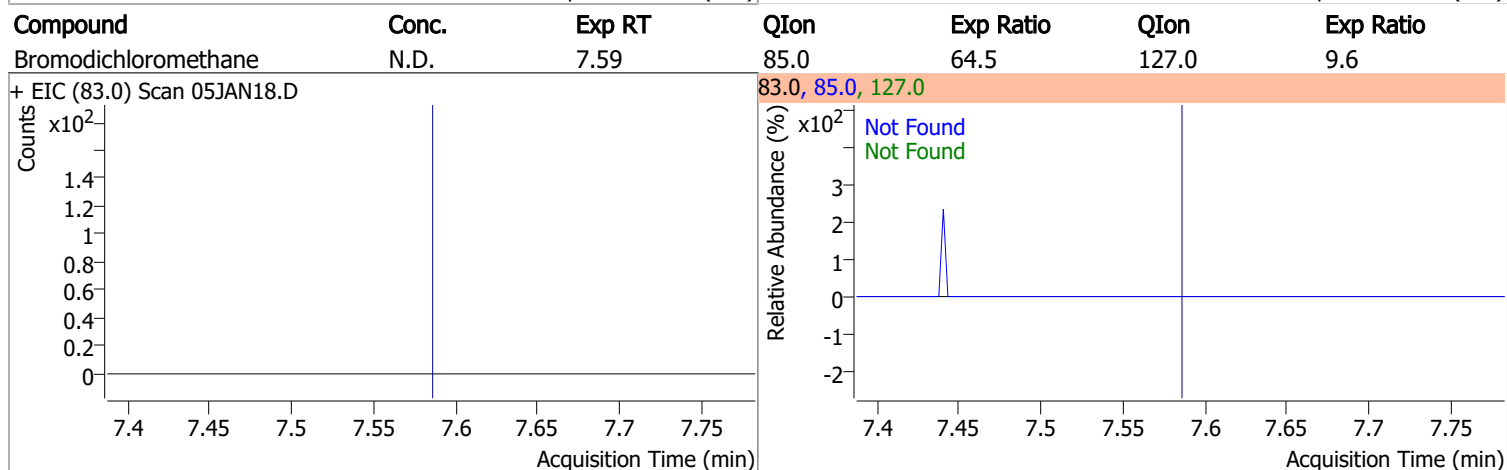 Compound Conc. Exp RT QIon Exp Ratio QIon Exp Ratio
Bromodichloromethane N.D. 7.59 85.0 64.5 127.0 9.6
+ EIC (83.0) Scan 05JAN18.D
Counts
x10²
1.4
1.2
1
0.8
0.6
0.4
0.2
0
7.4 7.45 7.5 7.55 7.6 7.65 7.7 7.75
Acquisition Time (min)
83.0, 85.0, 127.0
Relative Abundance (%)
x10²
Not Found
Not Found
3
2
1
0
-1
-2
7.4 7.45 7.5 7.55 7.6 7.65 7.7 7.75
Acquisition Time (min)